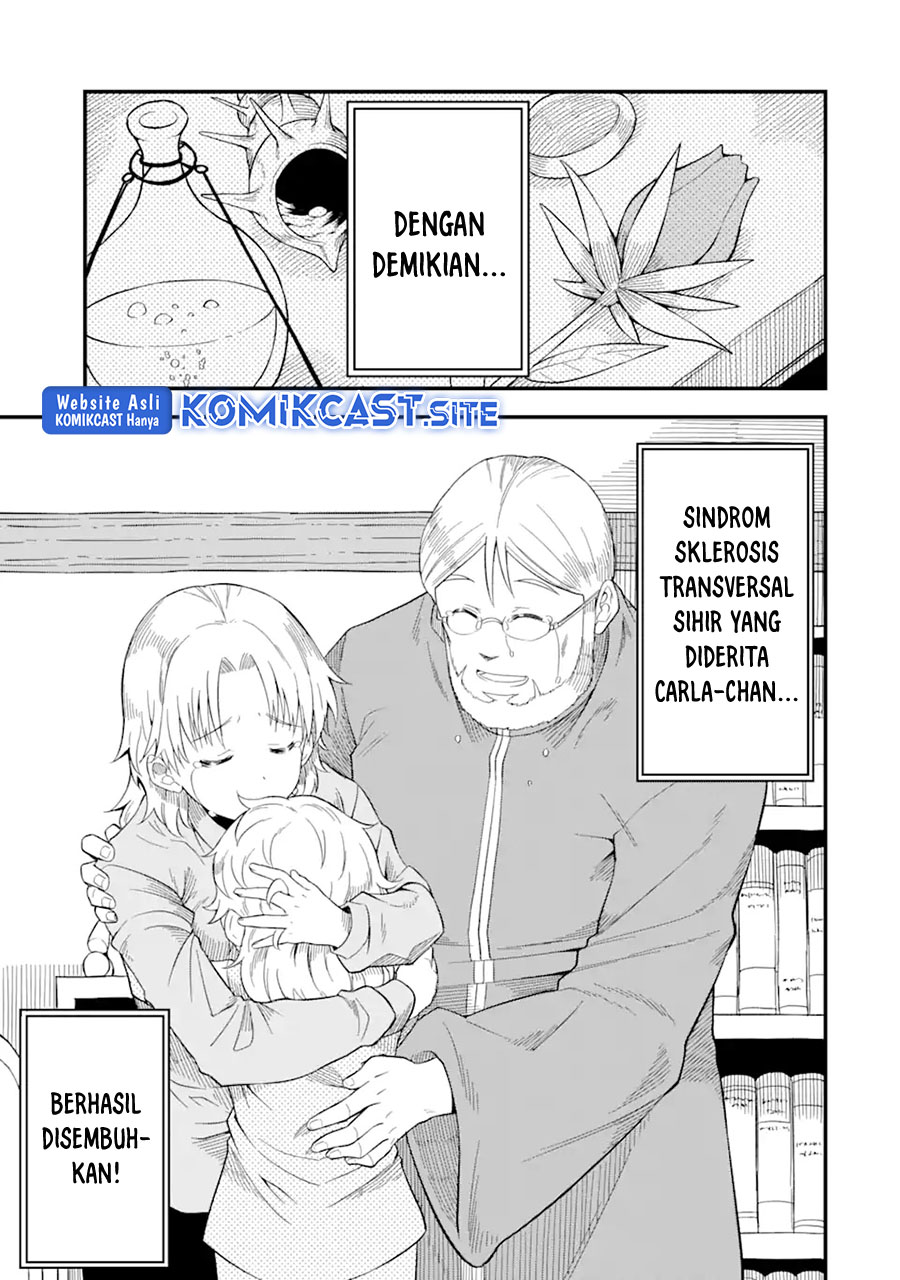 DENGAN
DEMIKIAN...
Website Asli
KOMIKCAST Hanya
KOMIKCAST.SITE
SINDROM
SKLEROSIS
TRANSVERSAL
SIHIR YANG
DIDERITA
CARLA-CHAN...
BERHASIL
DISEMBUH-
KAN!